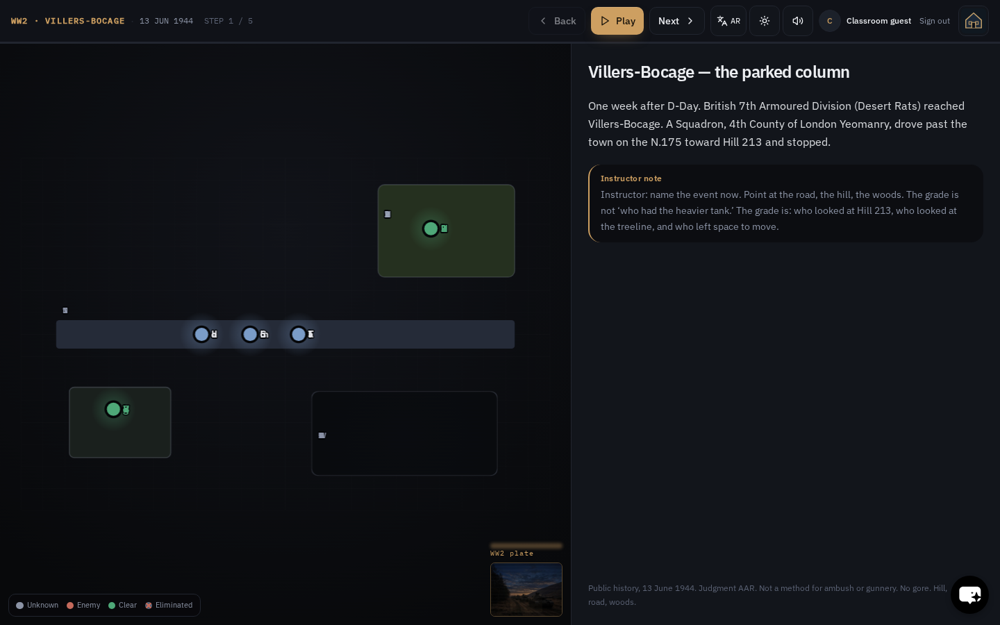 WW2 • VILLERS-BOCAGE · 13 JUN 1944 STEP 1 / 5
Back
Play
Next
AR
C
Classroom guest
Sign out
Villers-Bocage — the parked column
One week after D-Day. British 7th Armoured Division (Desert Rats) reached
Villers-Bocage. A Squadron, 4th County of London Yeomanry, drove past the
town on the N.175 toward Hill 213 and stopped.
Instructor note
Instructor: name the event now. Point at the road, the hill, the woods. The grade is
not ‘who had the heavier tank.’ The grade is: who looked at Hill 213, who looked at
the treeline, and who left space to move.
WW2 plate
Unknown
Enemy
Clear
Eliminated
Public history, 13 June 1944. Judgment AAR. Not a method for ambush or gunnery. No gore. Hill,
road, woods.